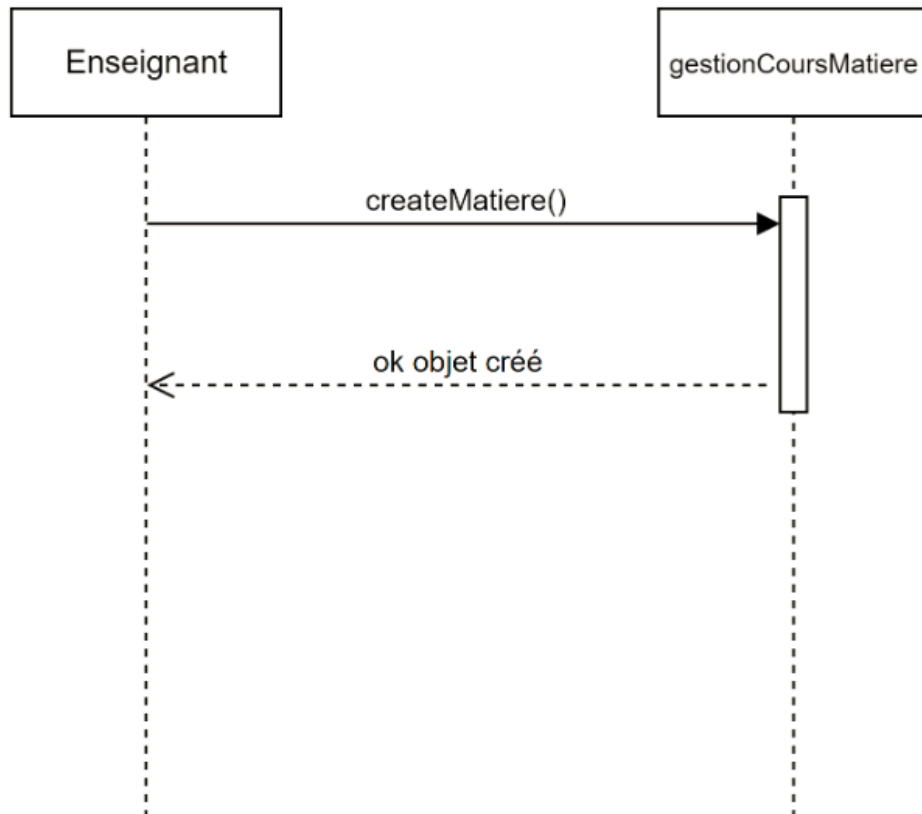 Enseignant
gestionCoursMatiere
createMatiere()
ok objet créé